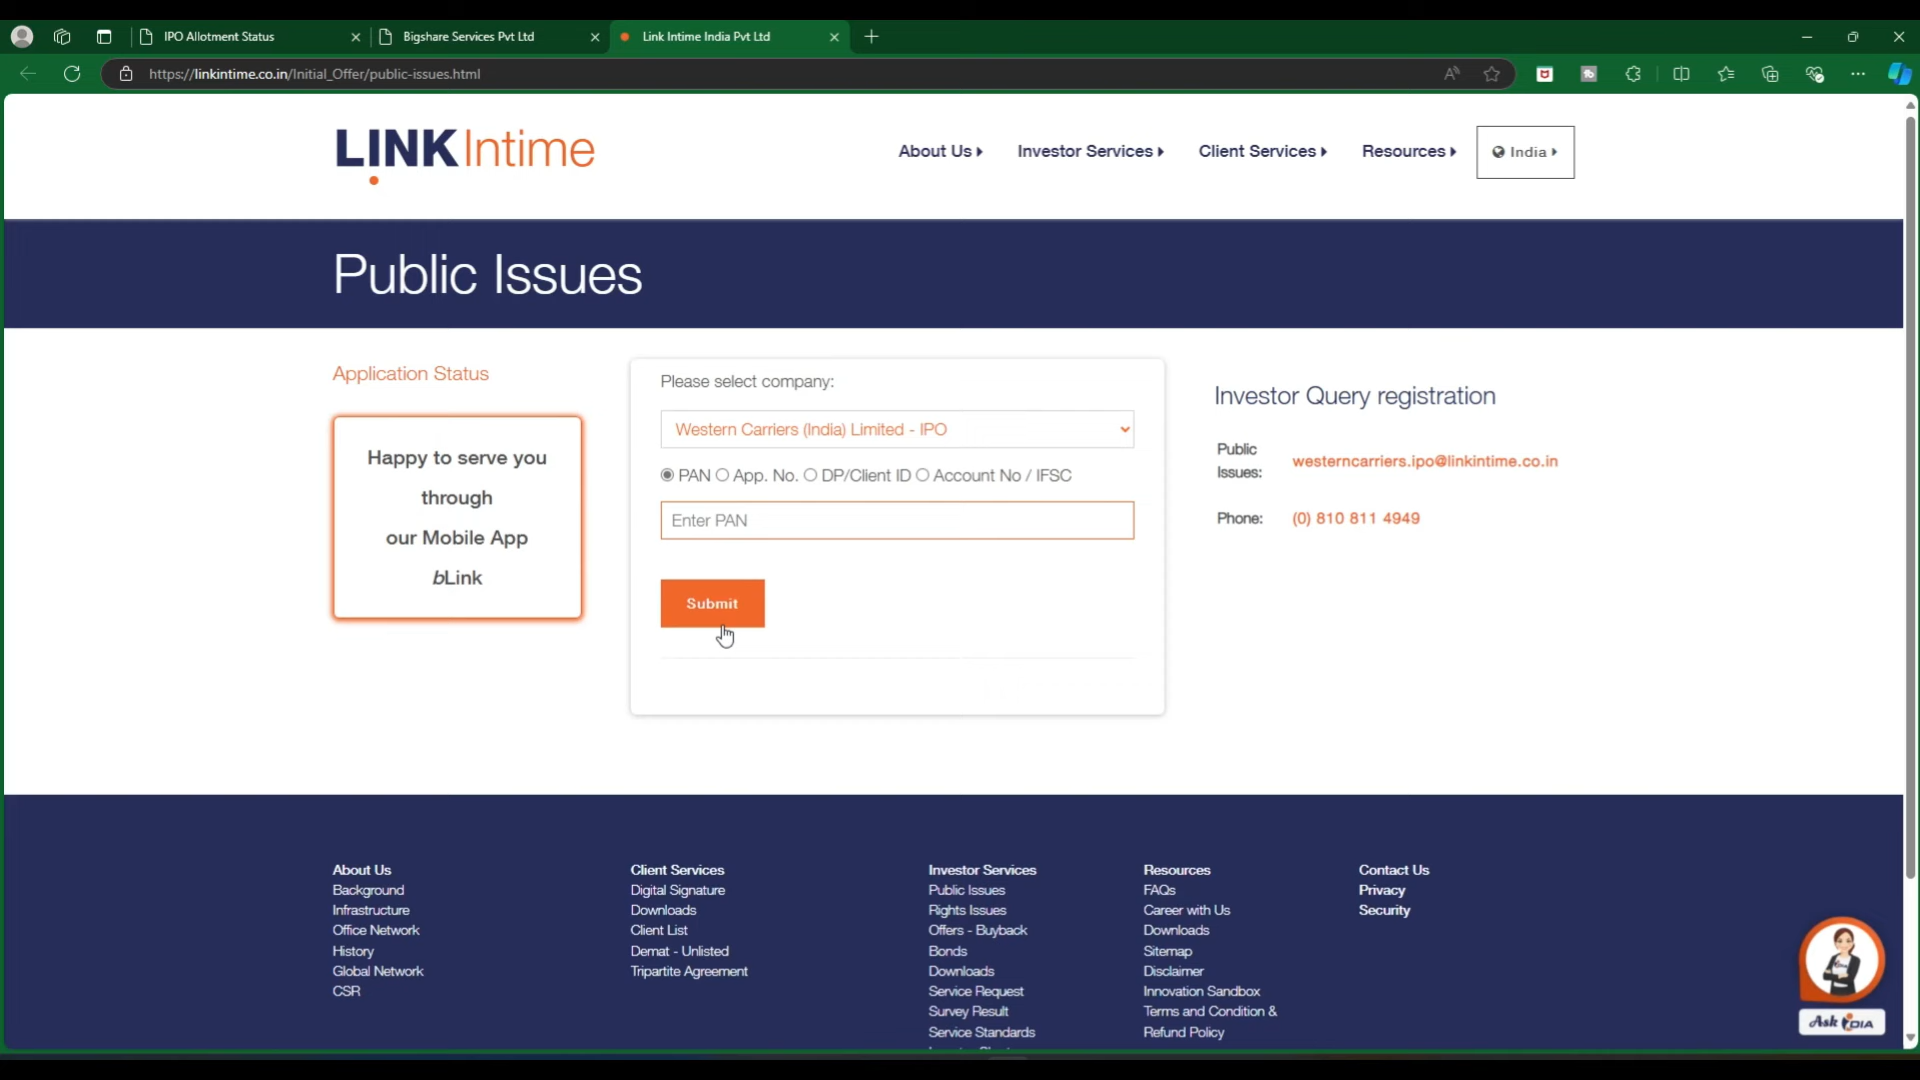 IPO Allotment Status
Bigshare Services Pvt Ltd
Link Intime India Pvt Ltd
https://linkintime.co.in/Initial_Offer/public-issues.html
LINK Intime
About Us
Investor Services
Client Services
Resources
India
Public Issues
Application Status
Happy to serve you
through
our Mobile App
bLink
Please select company:
Western Carriers (India) Limited - IPO
PAN App. No. DP/Client ID Account No / IFSC
Enter PAN
Submit
Investor Query registration
Public
Issues:
westerncarriers.ipo@linkintime.co.in
Phone: (0) 810 811 4949
About Us
Background
Infrastructure
Office Network
History
Global Network
CSR
Client Services
Digital Signature
Downloads
Client List
Demat - Unlisted
Tripartite Agreement
Investor Services
Public Issues
Rights Issues
Offers - Buyback
Bonds
Downloads
Service Request
Survey Result
Service Standards
Resources
FAQs
Career with Us
Downloads
Sitemap
Disclaimer
Innovation Sandbox
Terms and Condition &
Refund Policy
Contact Us
Privacy
Security
Ask iDIA